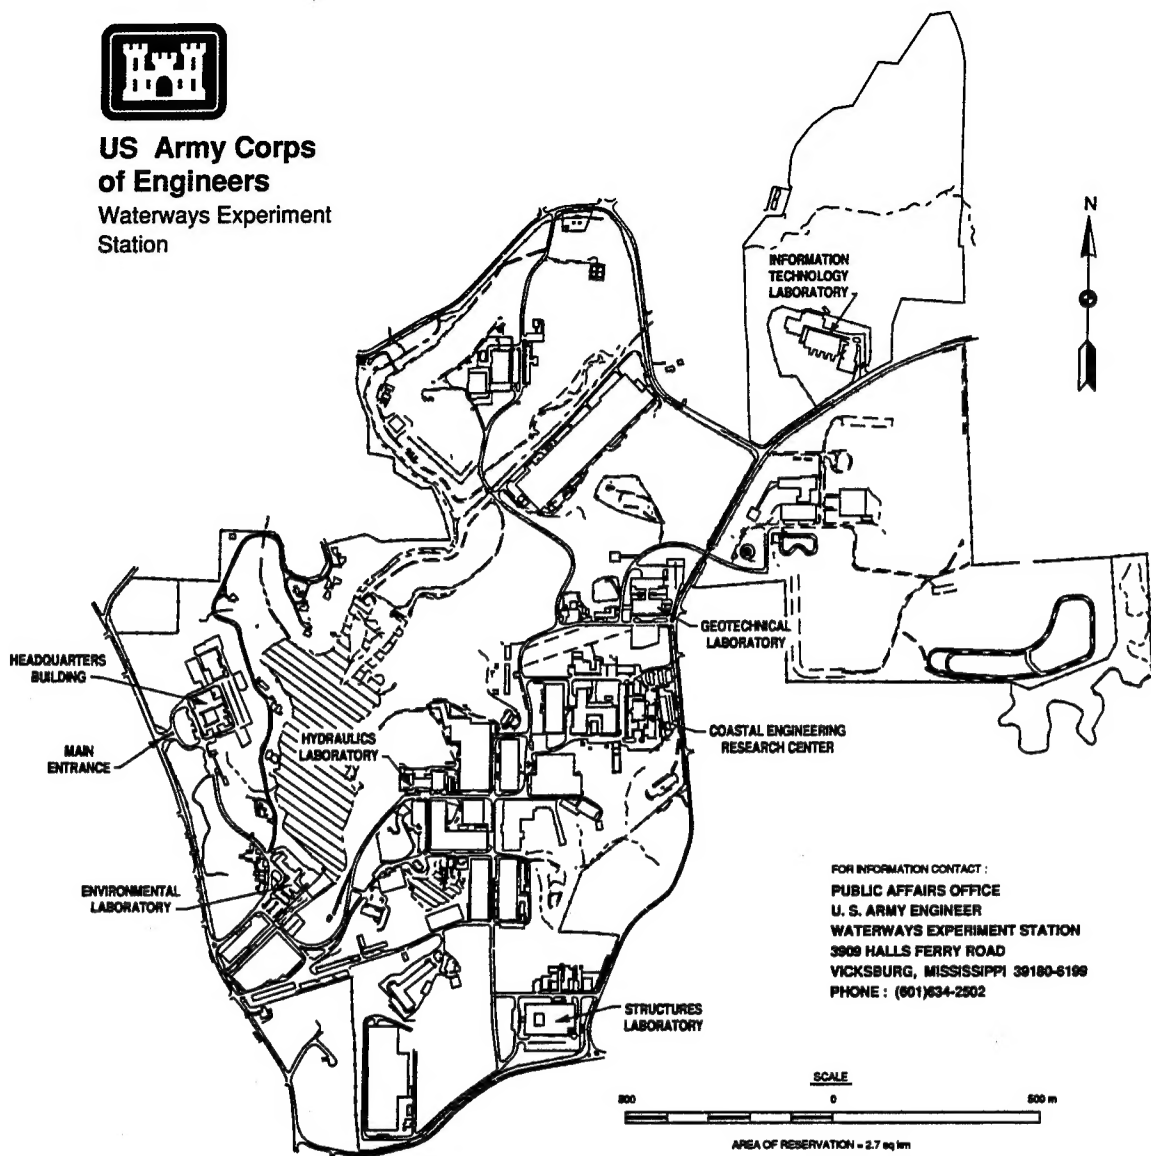 US Army Corps
of Engineers
Waterways Experiment
Station
N
INFORMATION
TECHNOLOGY
LABORATORY
GEOTECHNICAL
LABORATORY
HEADQUARTERS
BUILDING
MAIN
ENTRANCE
HYDRAULICS
LABORATORY
COASTAL ENGINEERING
RESEARCH CENTER
ENVIRONMENTAL
LABORATORY
STRUCTURES
LABORATORY
FOR INFORMATION CONTACT :
PUBLIC AFFAIRS OFFICE
U. S. ARMY ENGINEER
WATERWAYS EXPERIMENT STATION
3909 HALLS FERRY ROAD
VICKSBURG, MISSISSIPPI 39180-6199
PHONE : (601)634-2502
SCALE
500 0 500 m
AREA OF RESERVATION = 2.7 sq km